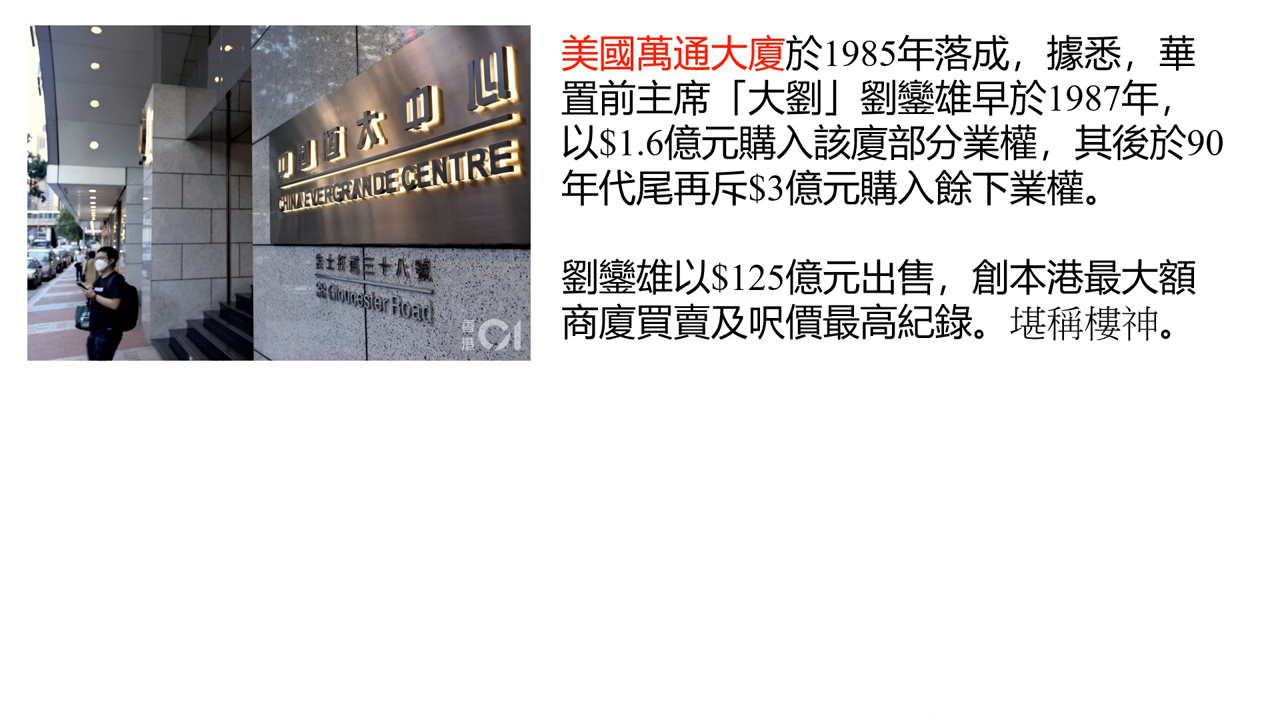 中國恒大中心
CHINA EVERGRANDE CENTRE
告士打道三十八號
38 Gloucester Road
香港01
美國萬通大廈於1985年落成，據悉，華
置前主席「大劉」劉鑾雄早於1987年，
以$1.6億元購入該廈部分業權，其後於90
年代尾再斥$3億元購入餘下業權。
劉鑾雄以$125億元出售，創本港最大額
商廈買賣及呎價最高紀錄。堪稱樓神。